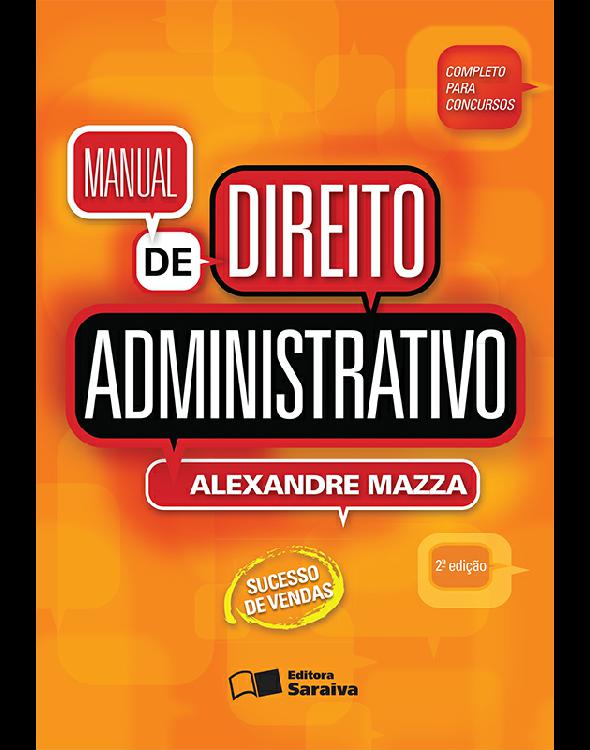 COMPLETO
PARA
CONCURSOS
MANUAL
DE
DIREITO
ADMINISTRATIVO
ALEXANDRE MAZZA
2ª edição
SUCESSO
DE VENDAS
Editora
Saraiva